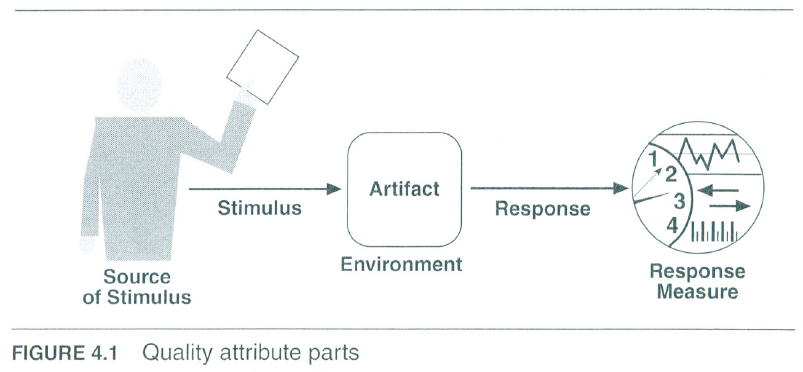 Source
of Stimulus
Stimulus
Artifact
Environment
Response
1
2
3
4
Response
Measure
FIGURE 4.1 Quality attribute parts